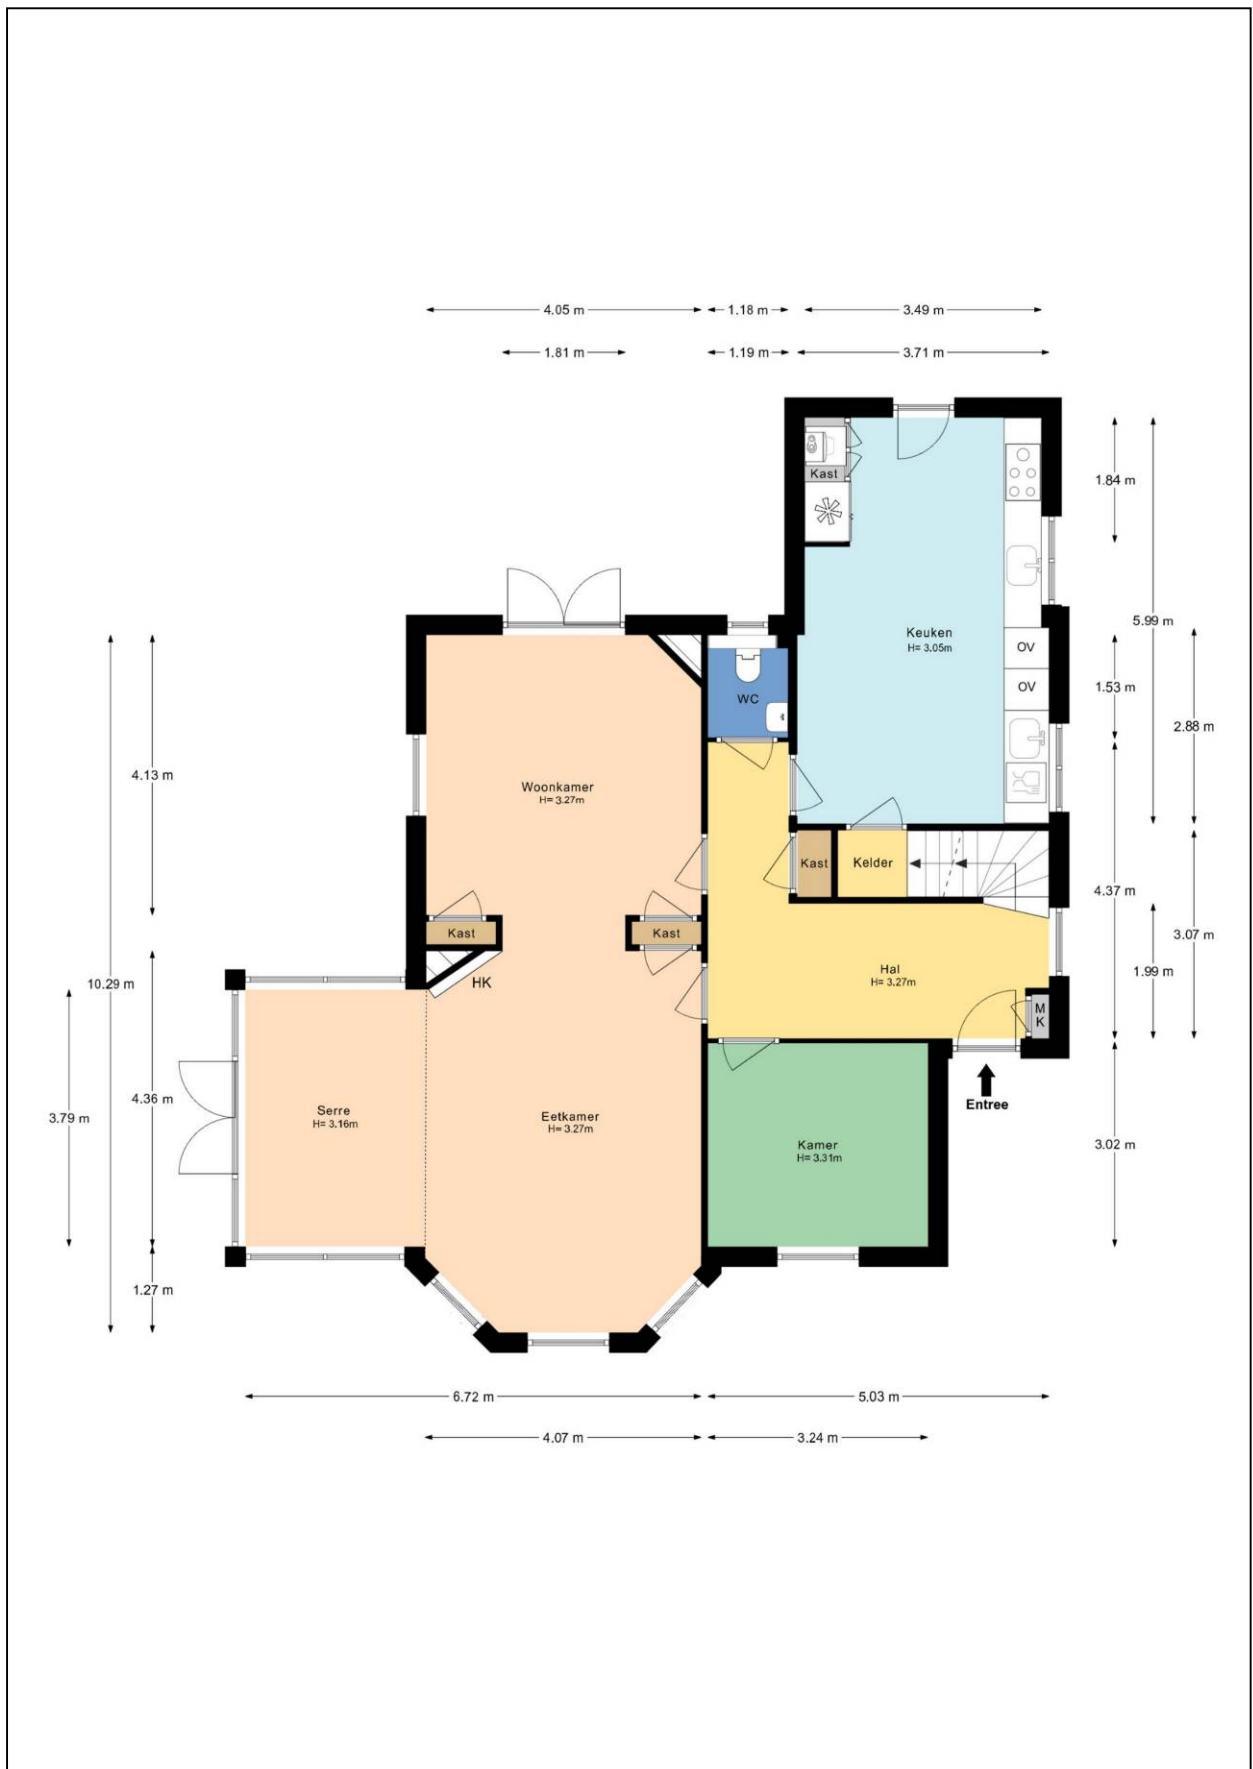 4.05 m
1.18 m
3.49 m
1.81 m
1.19 m
3.71 m
Kast
1.84 m
5.99 m
Keuken
H= 3.05m
OV
OV
1.53 m
2.88 m
WC
4.13 m
Woonkamer
H= 3.27m
Kast
Kelder
4.37 m
3.07 m
1.99 m
Kast
Kast
HK
Hal
H= 3.27m
M
K
10.29 m
4.36 m
3.79 m
Serre
H= 3.16m
Eetkamer
H= 3.27m
Entree
Kamer
H= 3.31m
3.02 m
1.27 m
6.72 m
5.03 m
4.07 m
3.24 m